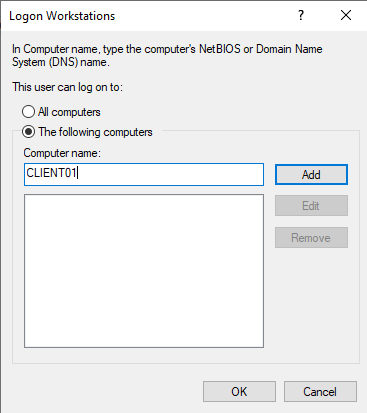 Logon Workstations
?
In Computer name, type the computer's NetBIOS or Domain Name
System (DNS) name.
This user can log on to:
All computers
The following computers
Computer name:
CLIENT01
Add
Edit
Remove
OK
Cancel